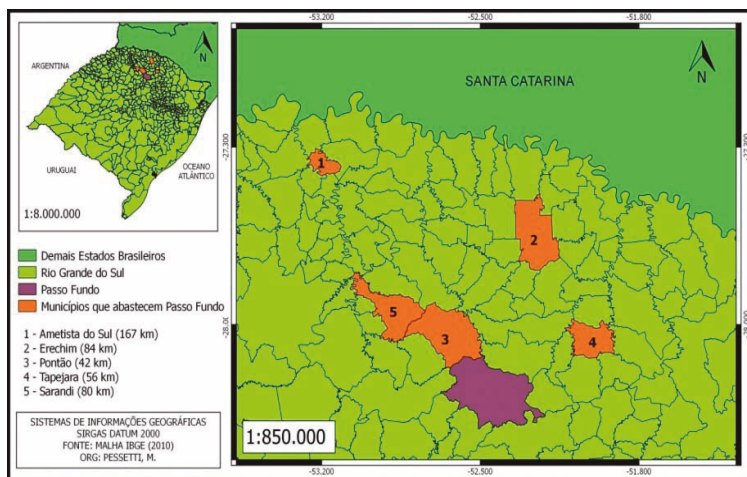 ARGENTINA
N
URUGUAI
OCEANO
ATLÂNTICO
1:8.000.000
Demais Estados Brasileiros
Rio Grande do Sul
Passo Fundo
Municípios que abastecem Passo Fundo
1 - Ametista do Sul (167 km)
2 - Erechim (84 km)
3 - Pontão (42 km)
4 - Tapejara (56 km)
5 - Sarandi (80 km)
SISTEMAS DE INFORMAÇÕES GEOGRÁFICAS
SIRGAS DATUM 2000
FONTE: MALHA IBGE (2010)
ORG: PESSETTI, M.
-53.200 -52.500 -51.800
SANTA CATARINA
N
-27.300 -27.300
1
2
5
3
4
-28.000
1:850.000
-53.200 -52.500 -51.800